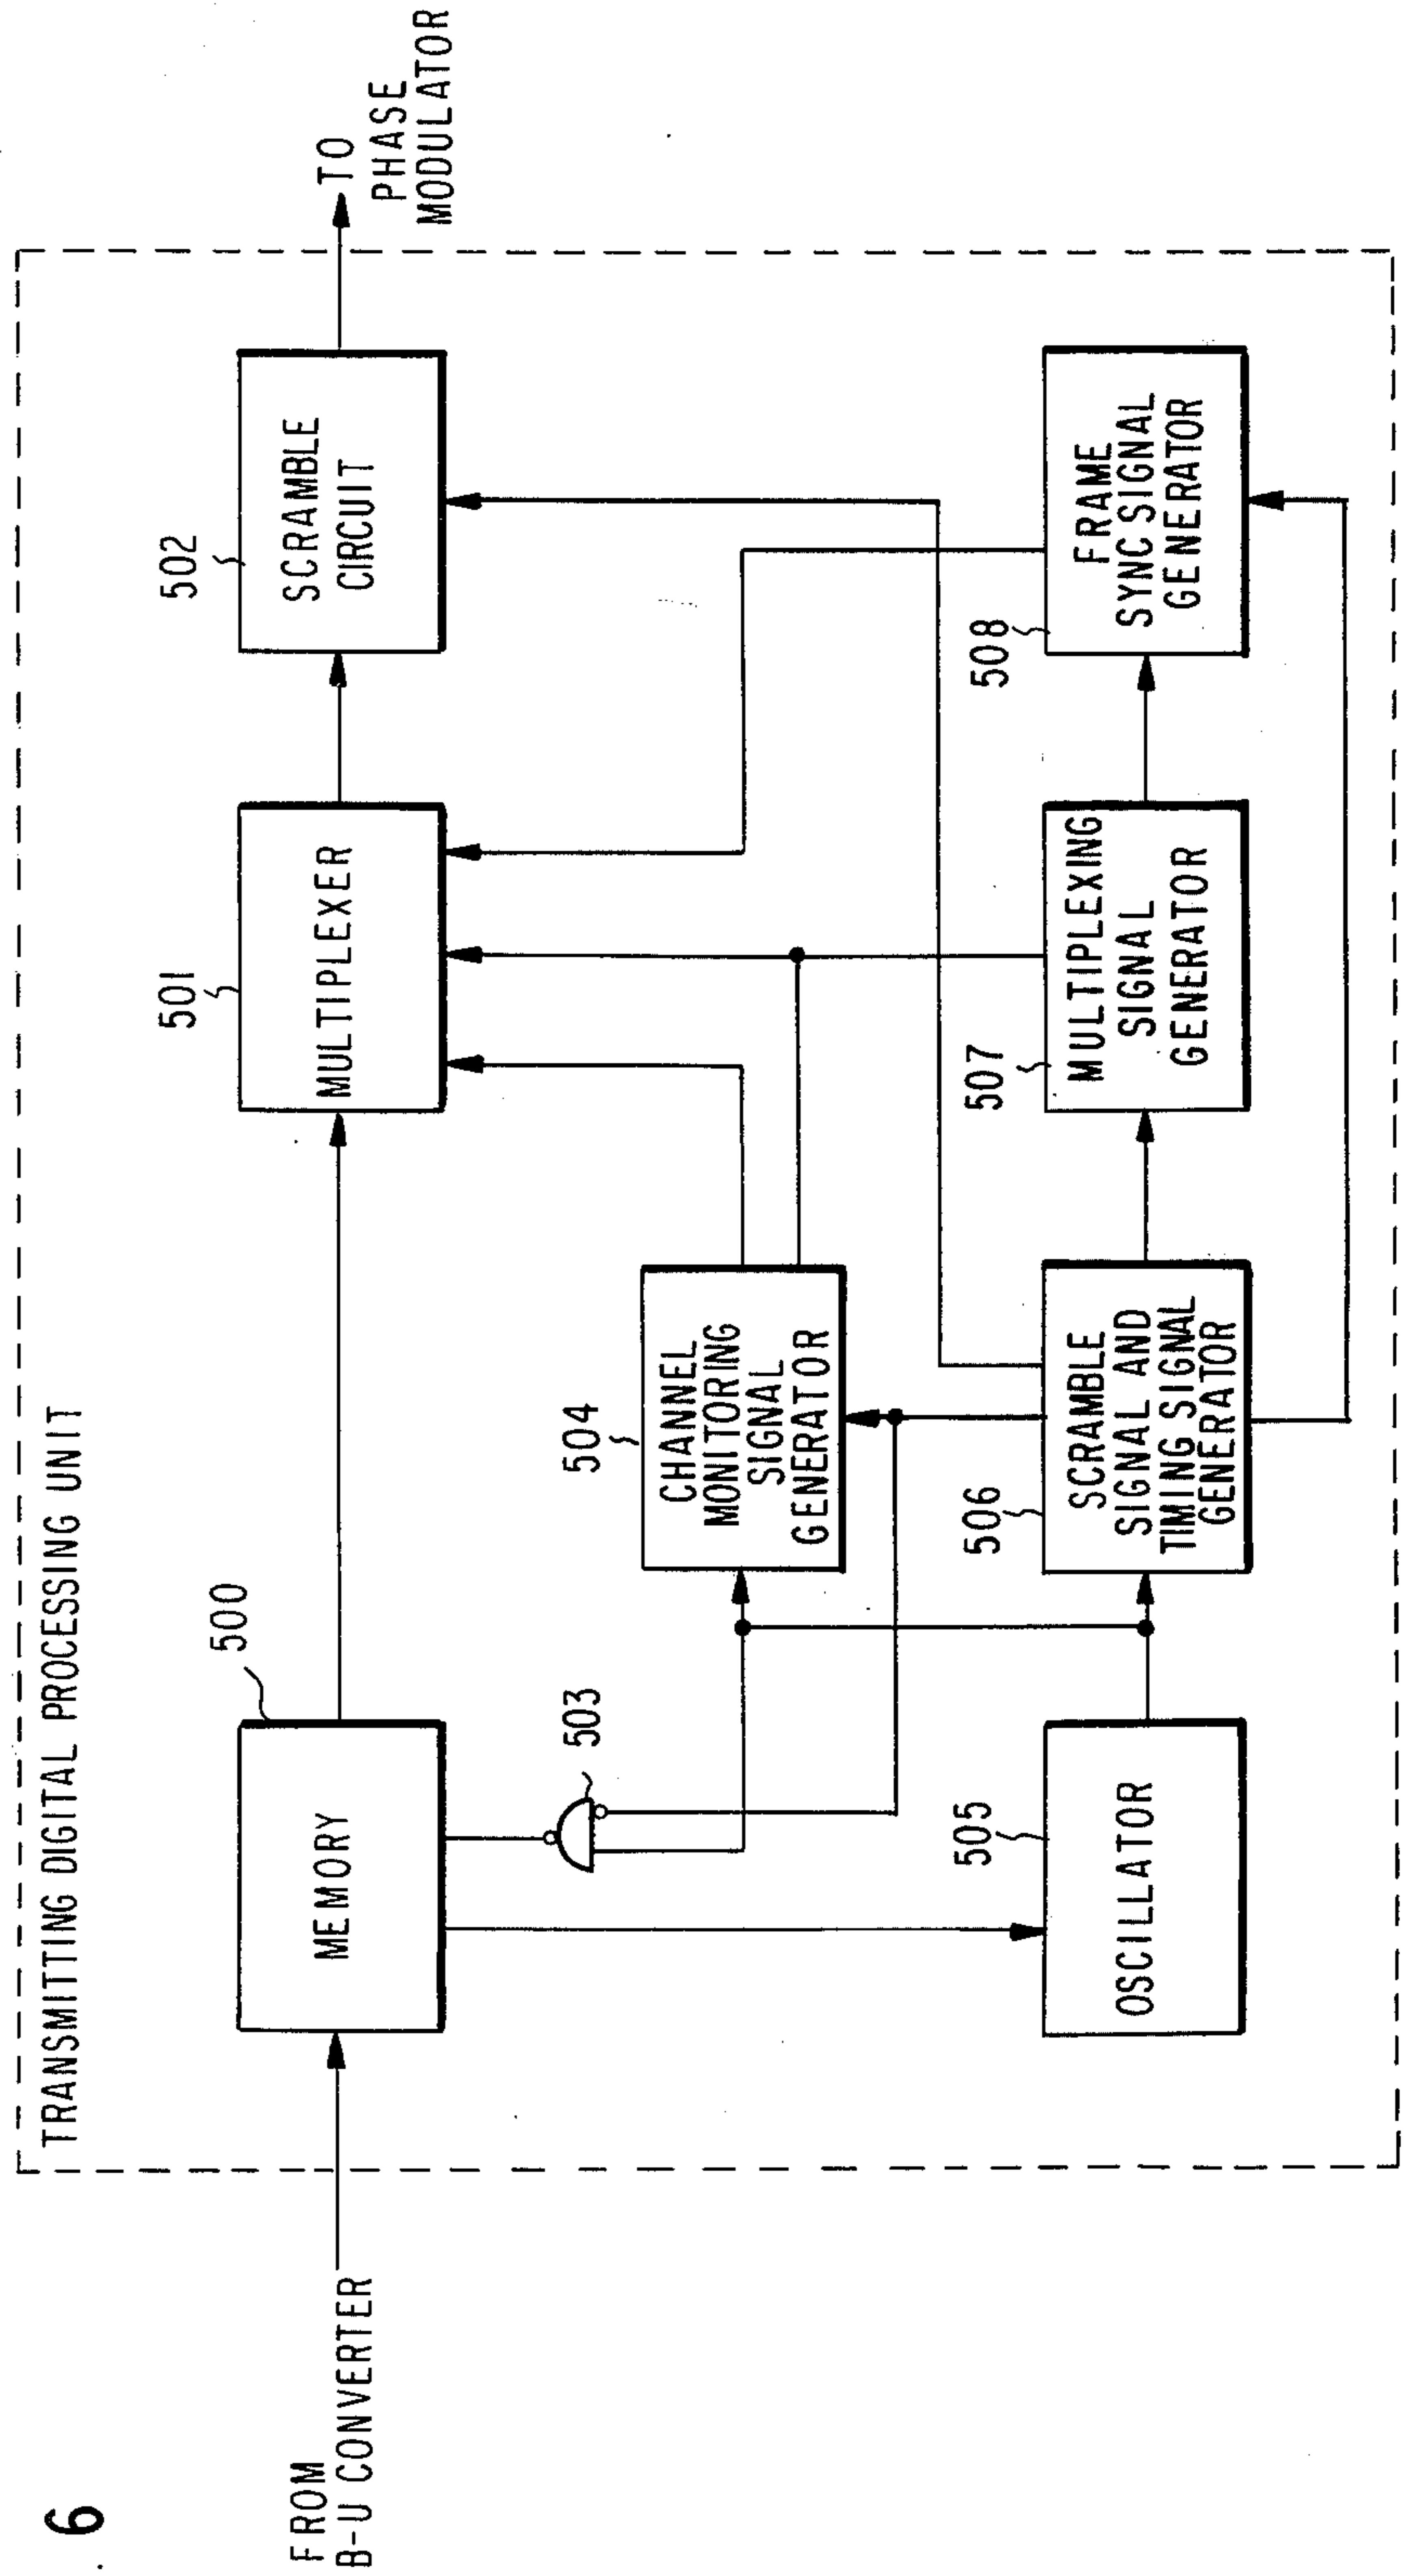 . 6
TRANSMITTING DIGITAL PROCESSING UNIT
FROM
B-U CONVERTER
500
MEMORY
501
MULTIPLEXER
502
SCRAMBLE
CIRCUIT
TO
PHASE
MODULATOR
503
504
CHANNEL
MONITORING
SIGNAL
GENERATOR
505
OSCILLATOR
506
SCRAMBLE
SIGNAL AND
TIMING SIGNAL
GENERATOR
507
MULTIPLEXING
SIGNAL
GENERATOR
508
FRAME
SYNC SIGNAL
GENERATOR